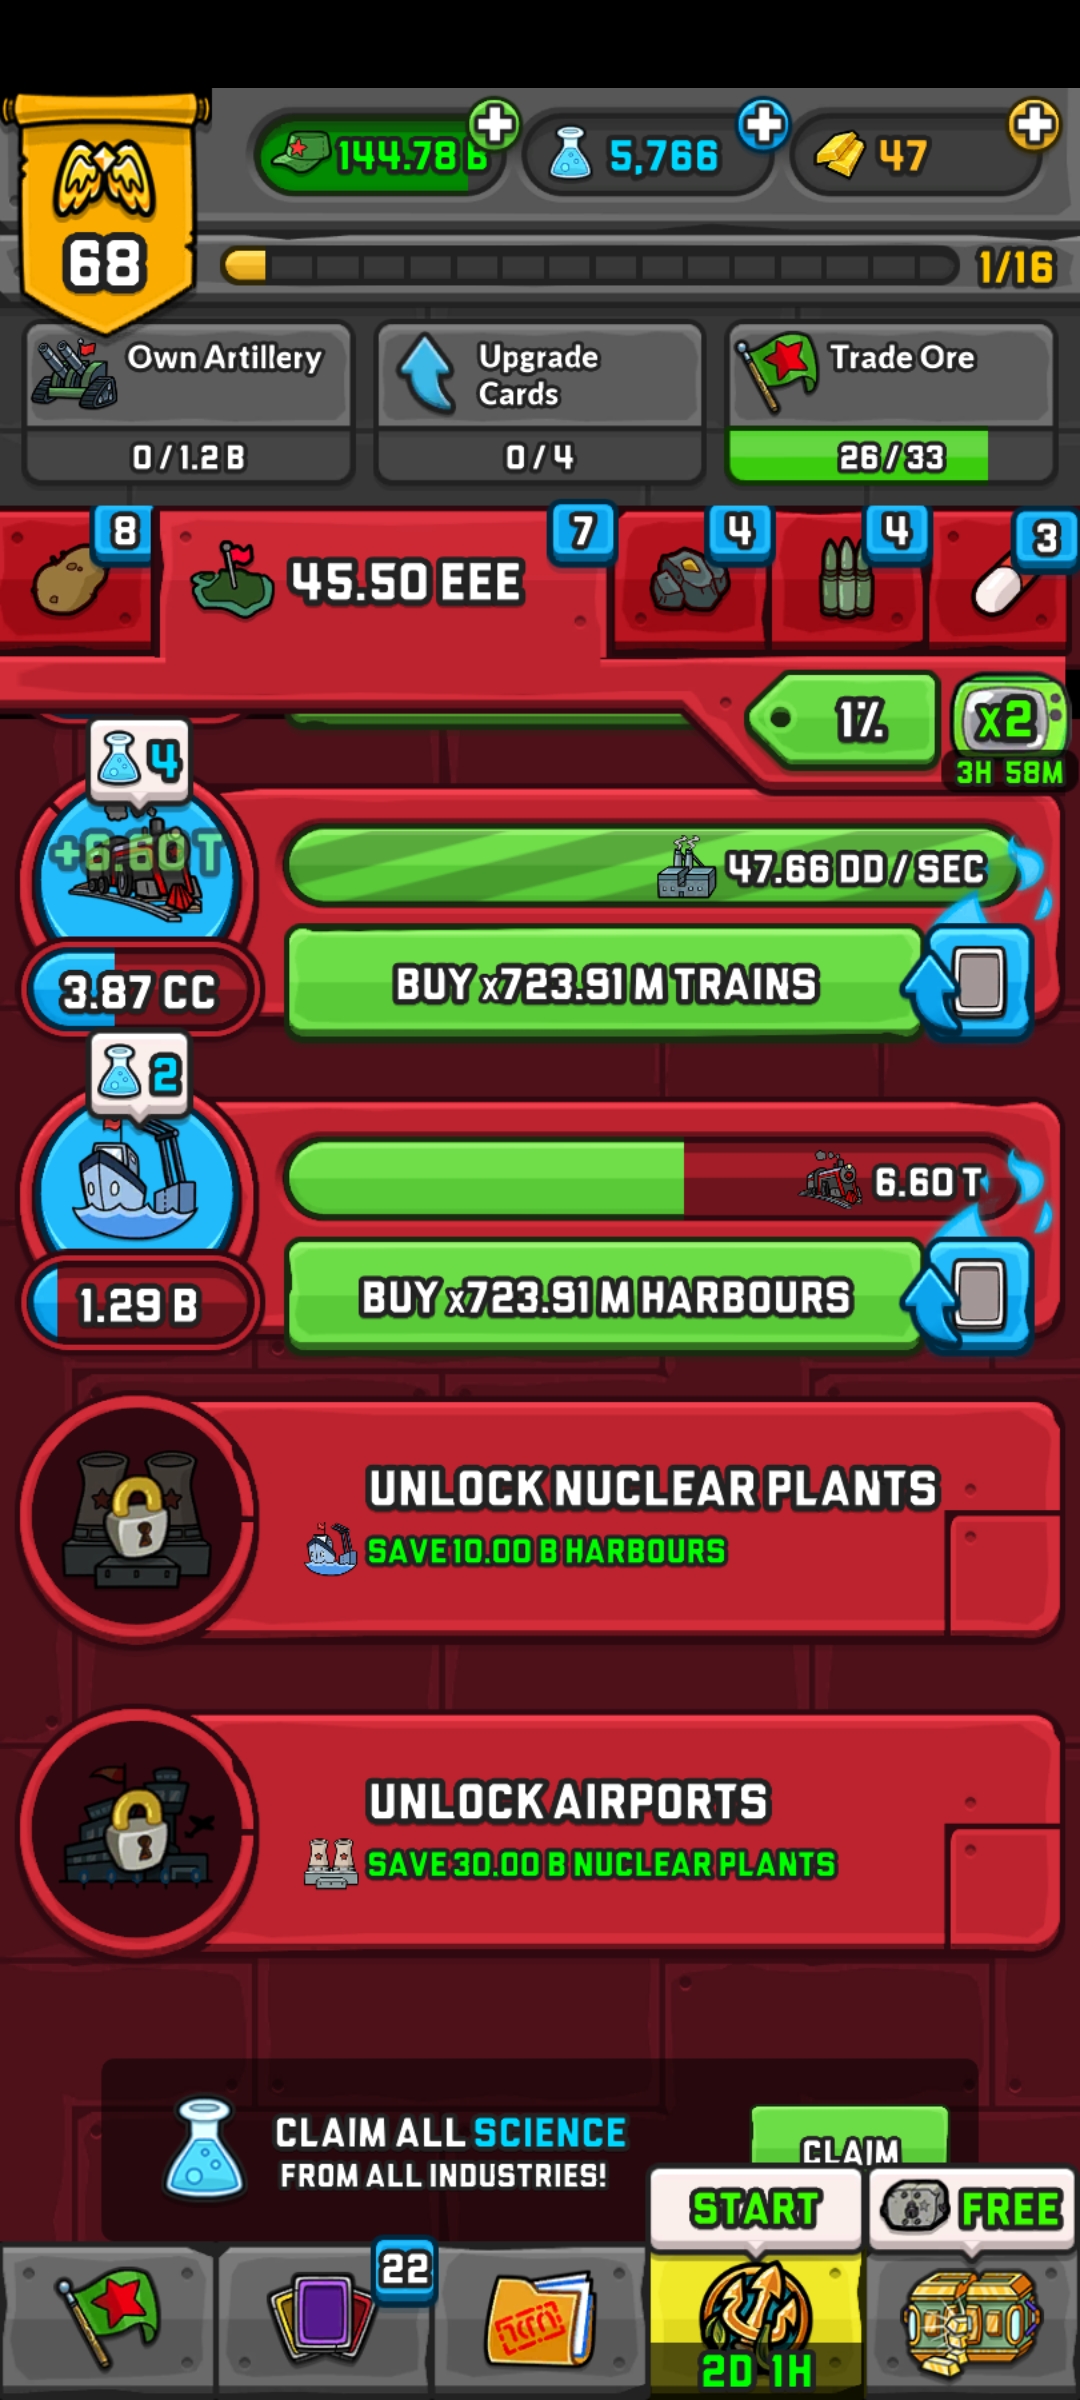 144.78 B
5,766
47
68
1/16
Own Artillery
0/1.2 B
Upgrade
Cards
0/4
Trade Ore
26/33
8
45.50 EEE
7
4
4
3
1%
x2
3H 58M
4
+6.60 T
47.66 DD / SEC
3.87 CC
BUY x723.91 M TRAINS
2
6.60 T
1.29 B
BUY x723.91 M HARBOURS
UNLOCK NUCLEAR PLANTS
SAVE 10.00 B HARBOURS
UNLOCK AIRPORTS
SAVE 30.00 B NUCLEAR PLANTS
CLAIM ALL SCIENCE
FROM ALL INDUSTRIES!
CLAIM
START
FREE
22
2D 1H